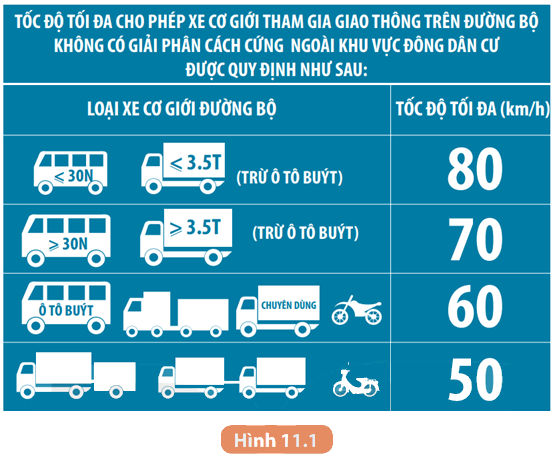 TỐC ĐỘ TỐI ĐA CHO PHÉP XE CƠ GIỚI THAM GIA GIAO THÔNG TRÊN ĐƯỜNG BỘ
KHÔNG CÓ GIẢI PHÂN CÁCH CỨNG NGOÀI KHU VỰC ĐÔNG DÂN CƯ
ĐƯỢC QUY ĐỊNH NHƯ SAU:
LOẠI XE CƠ GIỚI ĐƯỜNG BỘ
TỐC ĐỘ TỐI ĐA (km/h)
⩽ 30N
⩽ 3.5T
(TRỪ Ô TÔ BUÝT)
80
⩾ 30N
⩾ 3.5T
(TRỪ Ô TÔ BUÝT)
70
Ô TÔ BUÝT
CHUYÊN DÙNG
60
50
Hình 11.1